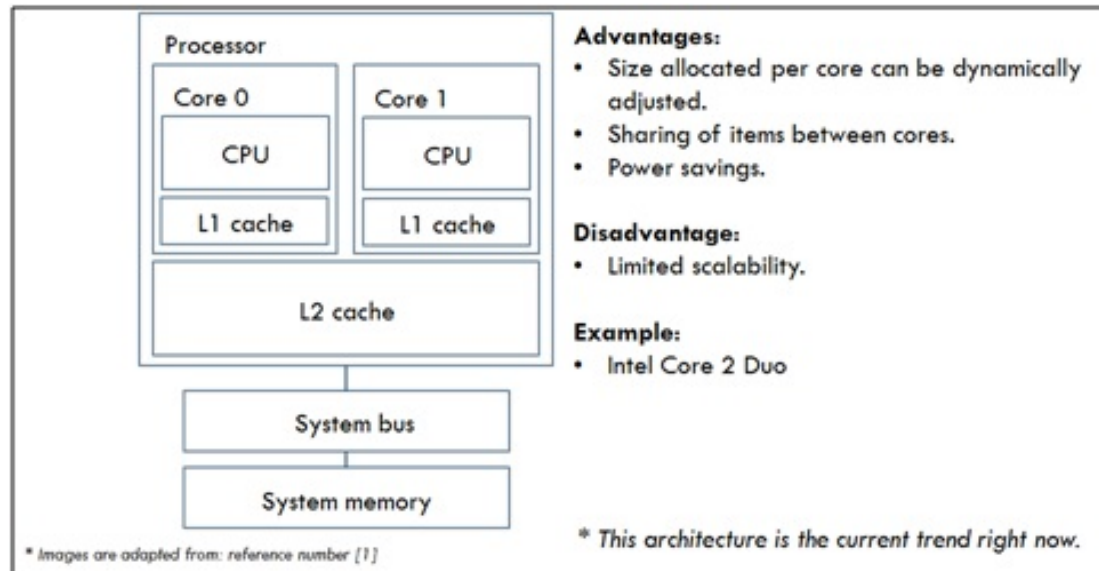 Processor
Core 0
Core 1
CPU
CPU
L1 cache
L1 cache
L2 cache
System bus
System memory
* Images are adapted from: reference number [1]
Advantages:
• Size allocated per core can be dynamically
adjusted.
• Sharing of items between cores.
• Power savings.
Disadvantage:
• Limited scalability.
Example:
• Intel Core 2 Duo
* This architecture is the current trend right now.